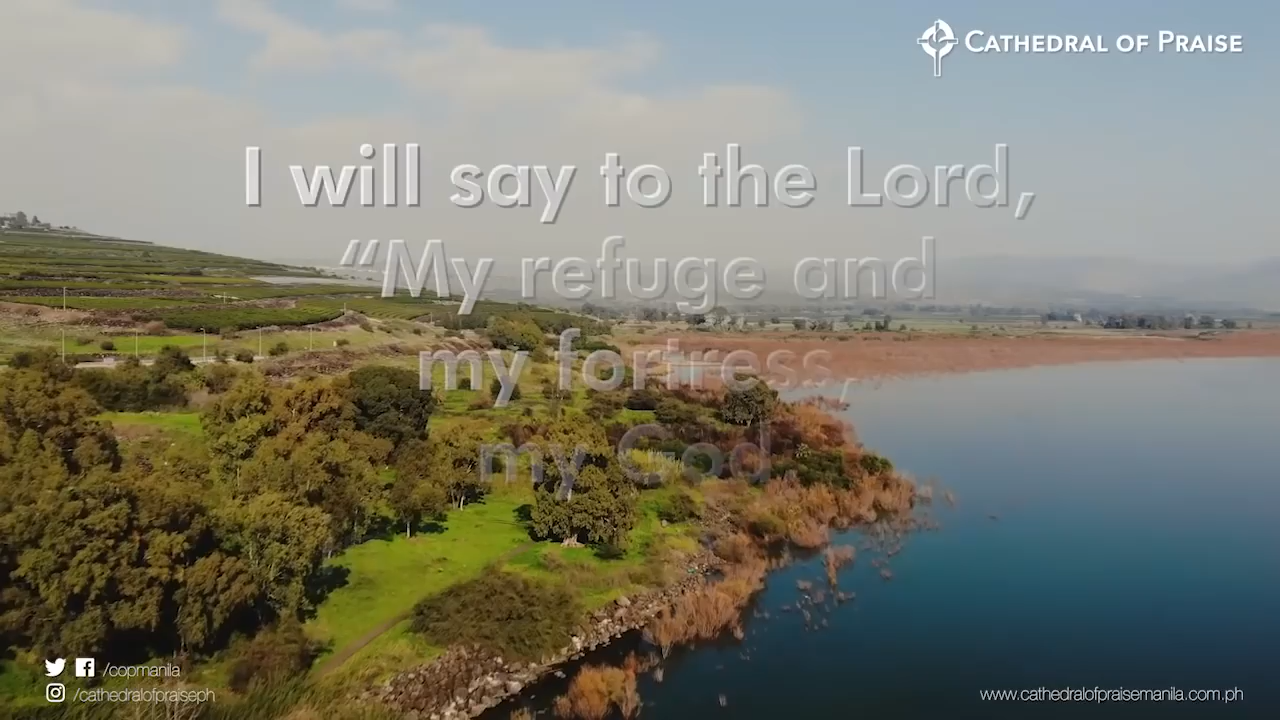 CATHEDRAL OF PRAISE
I will say to the Lord,
“My refuge and
my fortress,
my God
/copmanila
/cathedralofpraiseph
www.cathedralofpraisemanila.com.ph